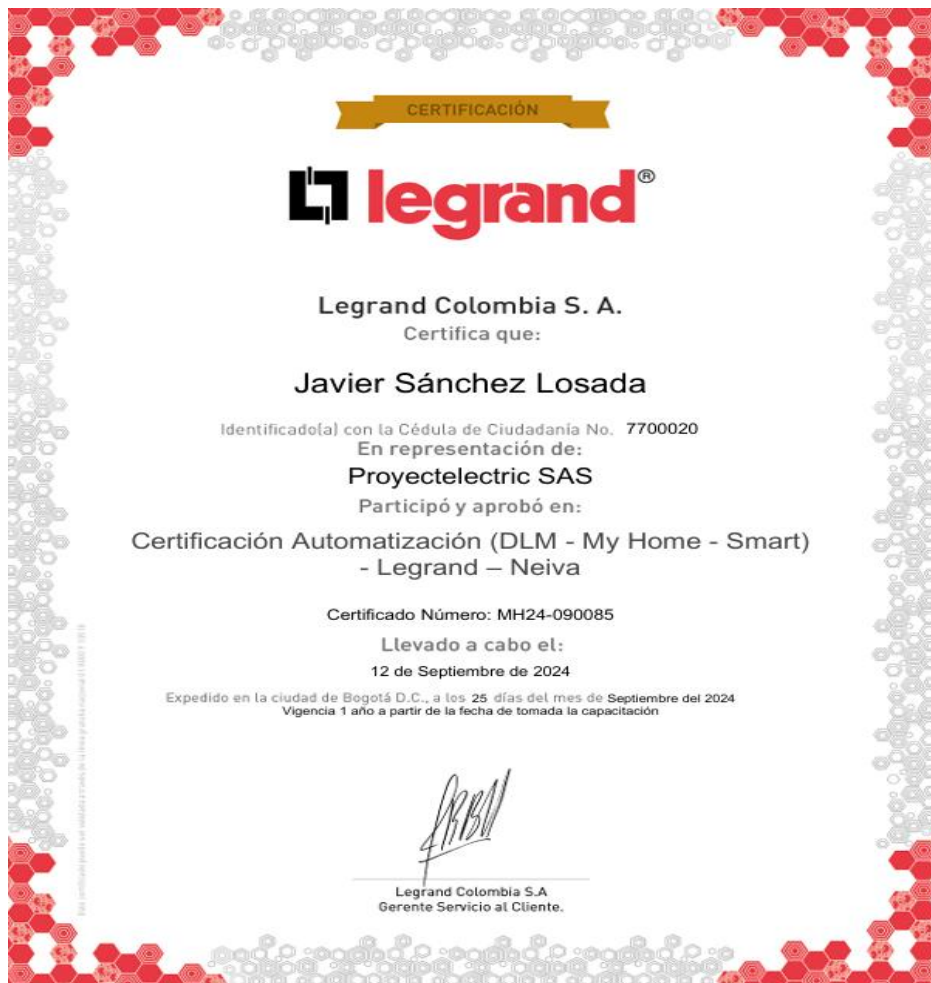 CERTIFICACIÓN
legrand®
Legrand Colombia S. A.
Certifica que:
Javier Sánchez Losada
Identificado(a) con la Cédula de Ciudadanía No. 7700020
En representación de:
Proyectelectric SAS
Participó y aprobó en:
Certificación Automatización (DLM - My Home - Smart)
- Legrand – Neiva
Certificado Número: MH24-090085
Llevado a cabo el:
12 de Septiembre de 2024
Expedido en la ciudad de Bogotá D.C., a los 25 días del mes de Septiembre del 2024
Vigencia 1 año a partir de la fecha de tomada la capacitación
Legrand Colombia S.A
Gerente Servicio al Cliente.